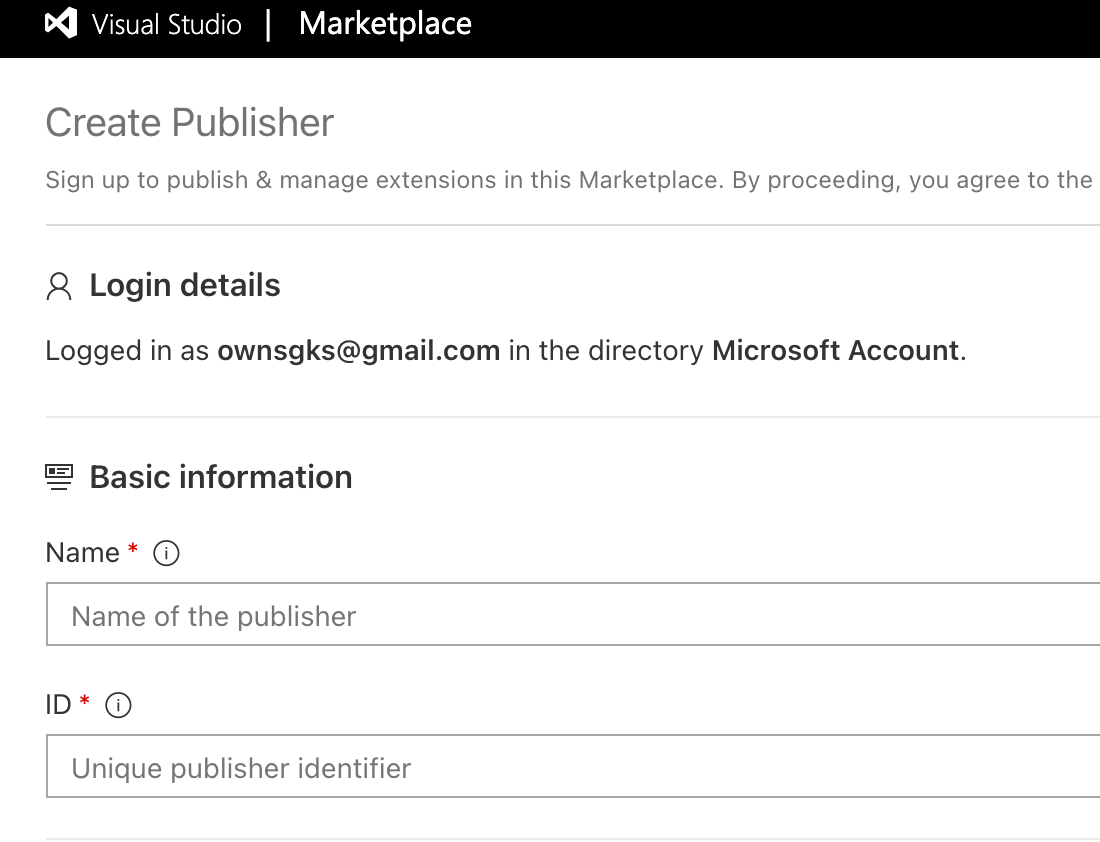 Visual Studio | Marketplace
Create Publisher
Sign up to publish & manage extensions in this Marketplace. By proceeding, you agree to the
Login details
Logged in as ownsgks@gmail.com in the directory Microsoft Account.
Basic information
Name *
Name of the publisher
ID *
Unique publisher identifier